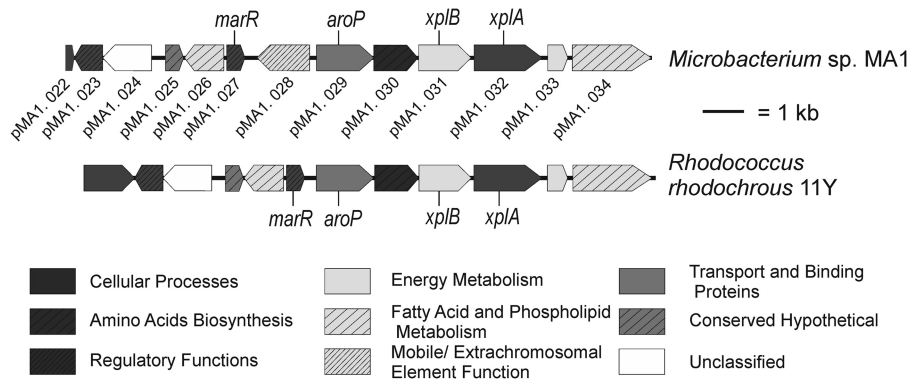 marR aroP xplB xplA
Microbacterium sp. MA1
pMA1. 022 pMA1. 023 pMA1. 024 pMA1. 025 pMA1. 026 pMA1. 027 pMA1. 028 pMA1. 029 pMA1. 030 pMA1. 031 pMA1. 032 pMA1. 033 pMA1. 034
= 1 kb
Rhodococcus
rhodochrous 11Y
marR aroP xplB xplA
Cellular Processes
Amino Acids Biosynthesis
Regulatory Functions
Energy Metabolism
Fatty Acid and Phospholipid
Metabolism
Mobile/ Extrachromosomal
Element Function
Transport and Binding
Proteins
Conserved Hypothetical
Unclassified